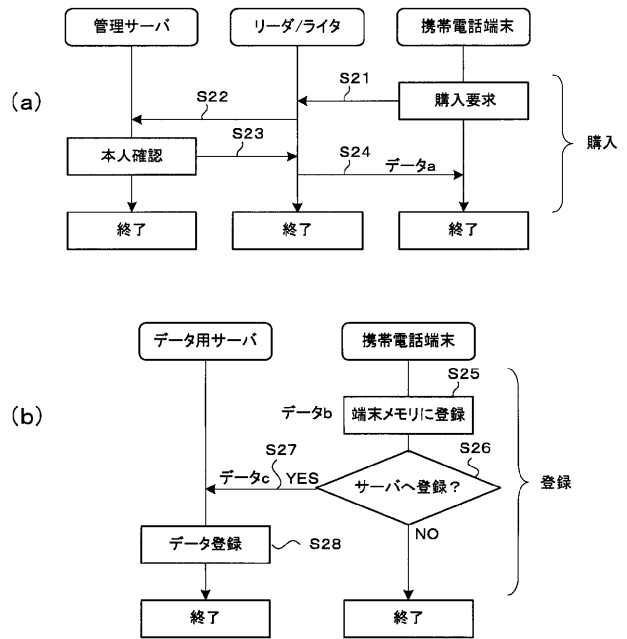 管理サーバ
リーダ/ライタ
携帯電話端末
(a)
S21
購入要求
S22
本人確認
S23
S24
データa
購入
終了
終了
終了
データ用サーバ
携帯電話端末
(b)
S25
データb
端末メモリに登録
S26
S27
データc
YES
サーバへ登録?
登録
NO
データ登録
S28
終了
終了